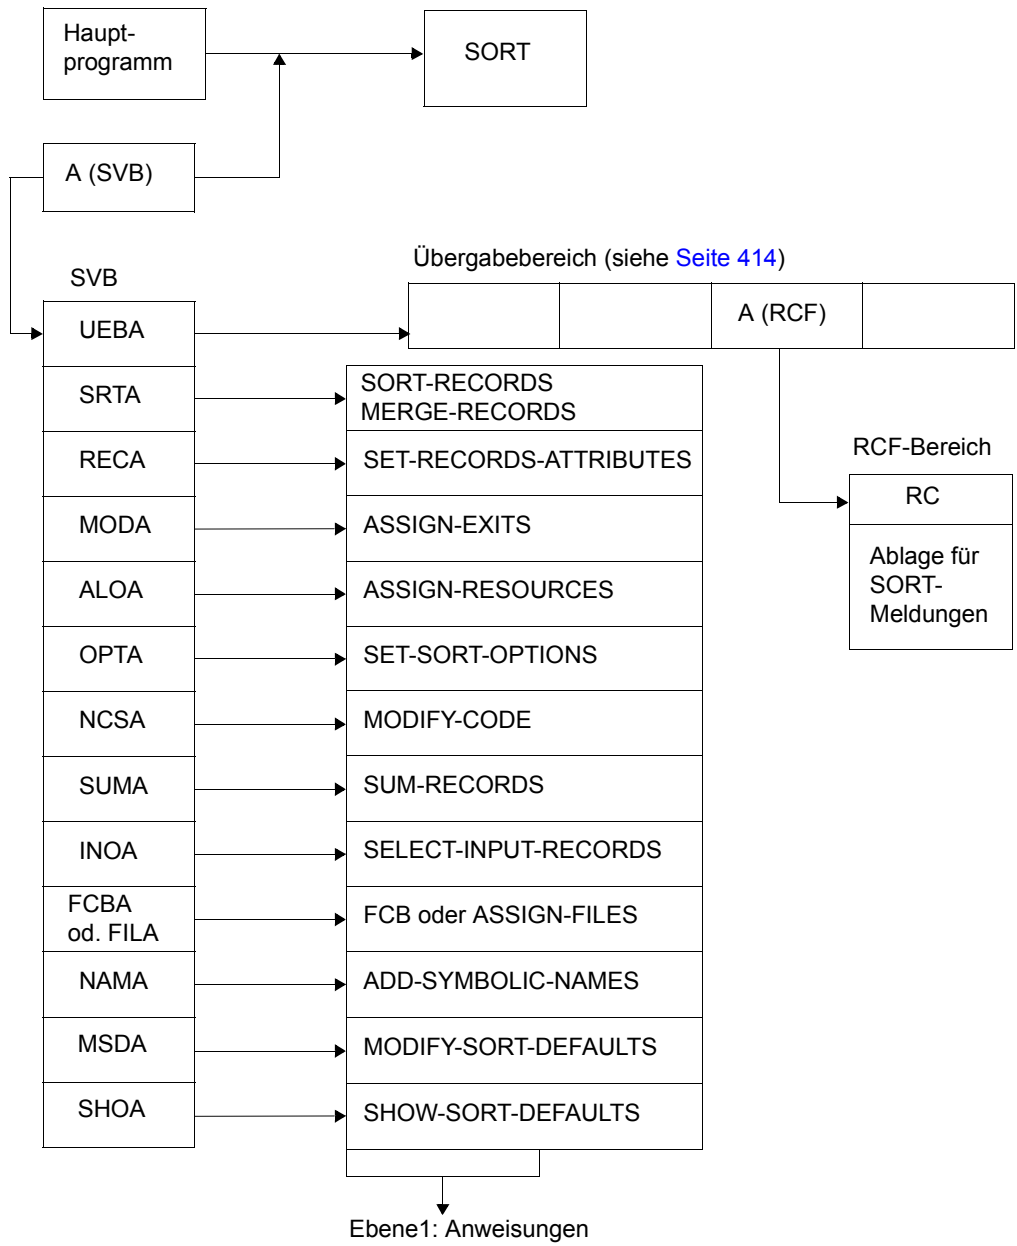 Haupt-
programm
SORT
A (SVB)
Übergabebereich (siehe Seite 414)
SVB
UEBA
A (RCF)
SRTA
SORT-RECORDS
MERGE-RECORDS
RECA
SET-RECORDS-ATTRIBUTES
RCF-Bereich
RC
MODA
ASSIGN-EXITS
Ablage für
SORT-
Meldungen
ALOA
ASSIGN-RESOURCES
OPTA
SET-SORT-OPTIONS
NCSA
MODIFY-CODE
SUMA
SUM-RECORDS
INOA
SELECT-INPUT-RECORDS
FCBA
od. FILA
FCB oder ASSIGN-FILES
NAMA
ADD-SYMBOLIC-NAMES
MSDA
MODIFY-SORT-DEFAULTS
SHOA
SHOW-SORT-DEFAULTS
Ebene1: Anweisungen